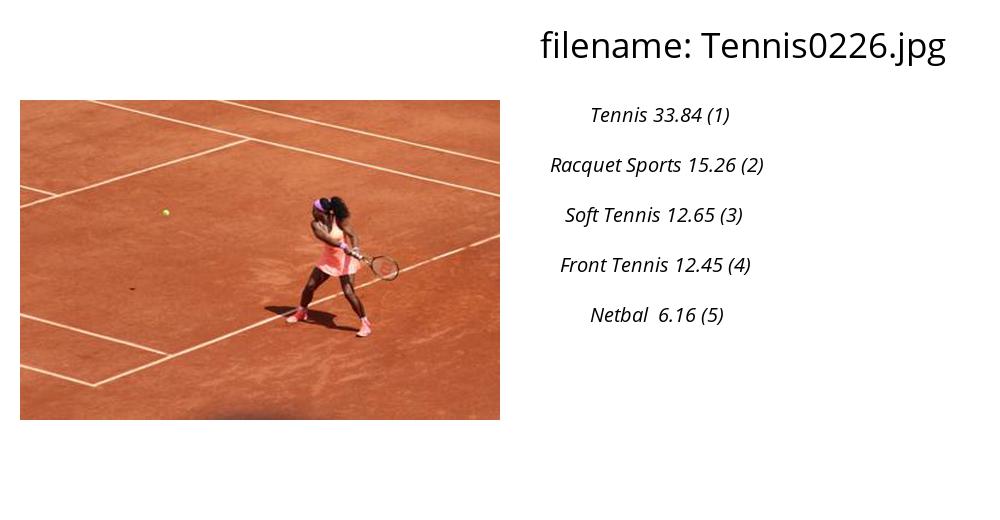 filename: Tennis0226.jpg
Tennis 33.84 (1)
Racquet Sports 15.26 (2)
Soft Tennis 12.65 (3)
Front Tennis 12.45 (4)
Netbal 6.16 (5)